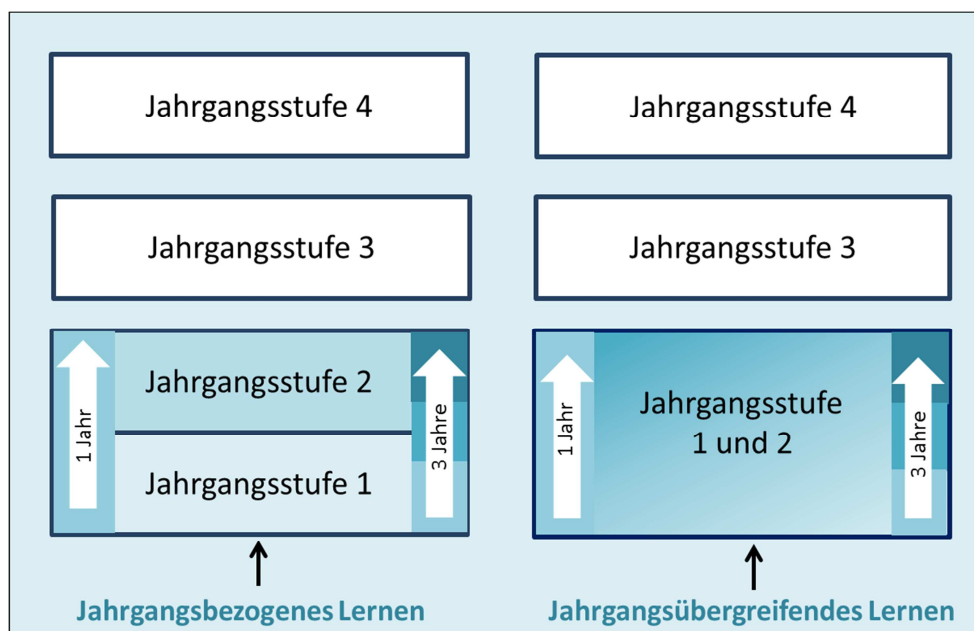 Jahrgangsstufe 4
Jahrgangsstufe 3
1 Jahr
Jahrgangsstufe 2
Jahrgangsstufe 1
3 Jahre
Jahrgangsbezogenes Lernen
Jahrgangsstufe 4
Jahrgangsstufe 3
1 Jahr
Jahrgangsstufe
1 und 2
3 Jahre
Jahrgangsübergreifendes Lernen